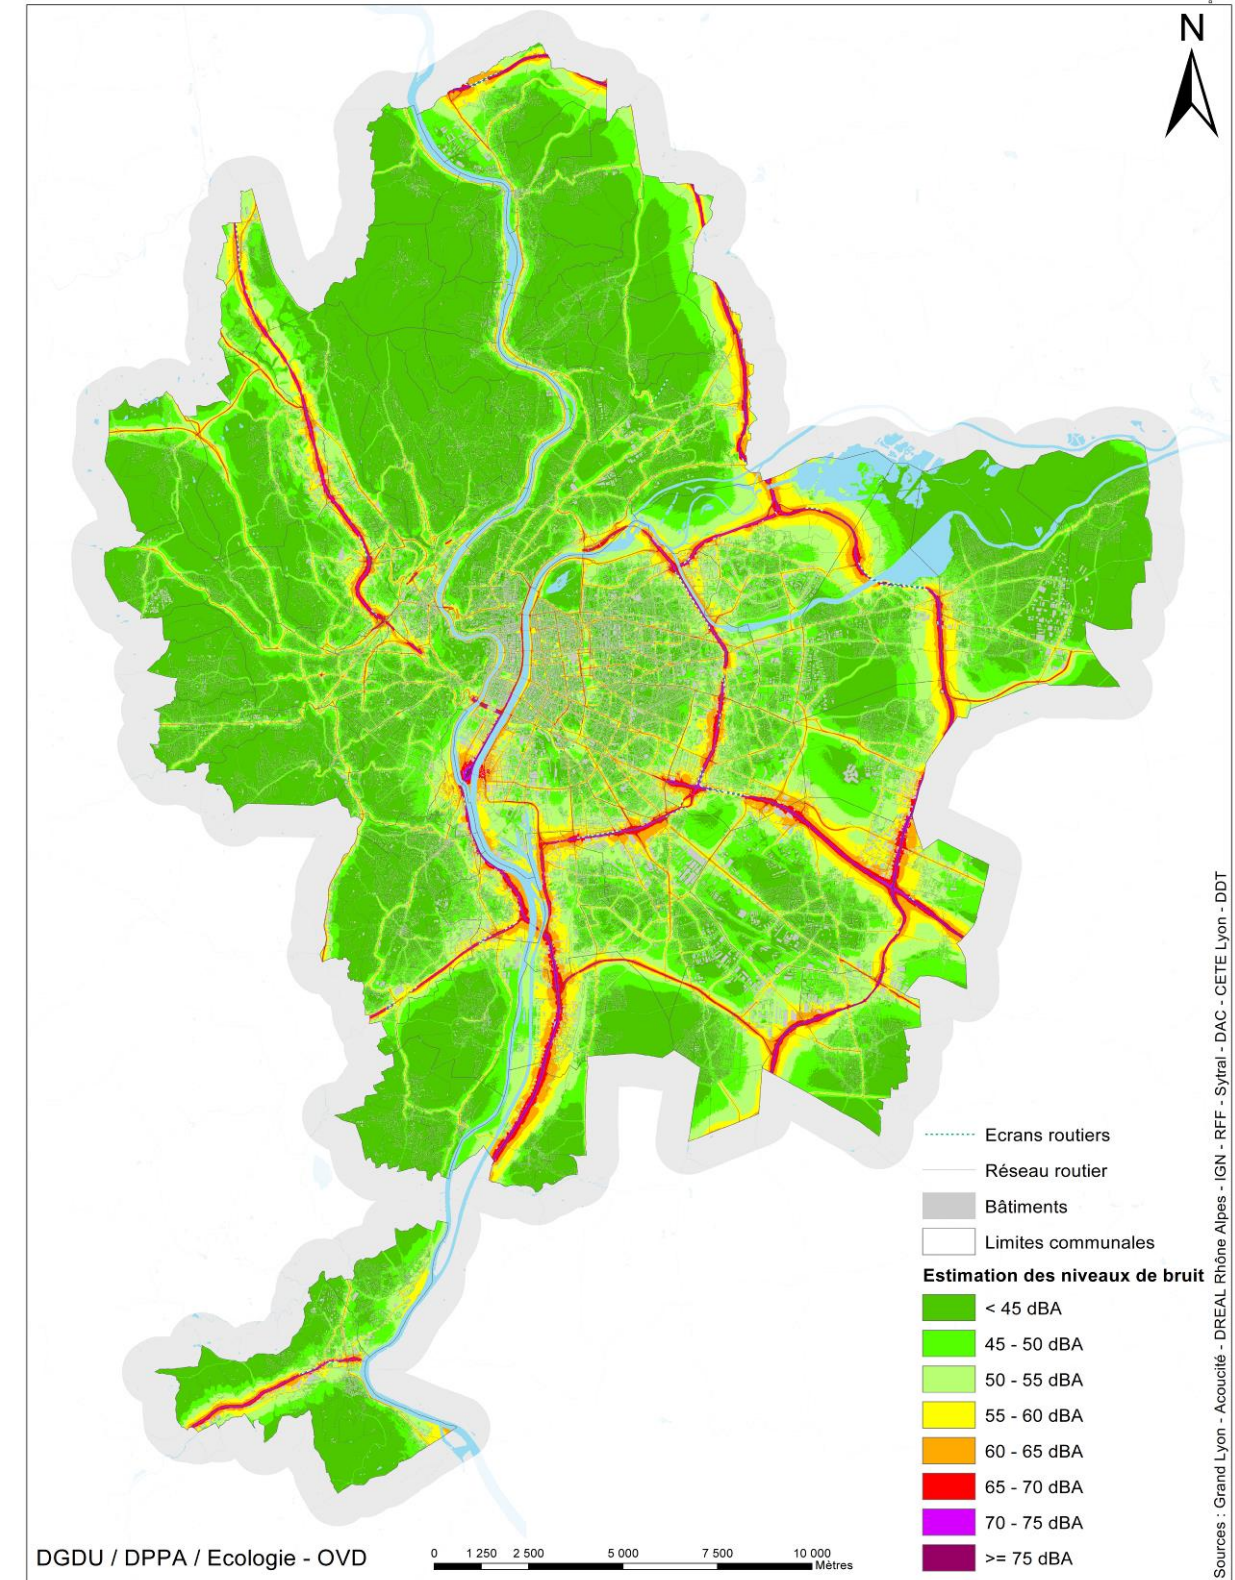 N
Ecrans routiers
Réseau routier
Bâtiments
Limites communales
Estimation des niveaux de bruit
< 45 dBA
45 - 50 dBA
50 - 55 dBA
55 - 60 dBA
60 - 65 dBA
65 - 70 dBA
70 - 75 dBA
>= 75 dBA
Sources : Grand Lyon - Acoucité - DREAL Rhône Alpes - IGN - RFF - Sytral - DAC - CETE Lyon - DDT
DGDU / DPPA / Ecologie - OVD
0 1 250 2 500 5 000 7 500 10 000
Mètres